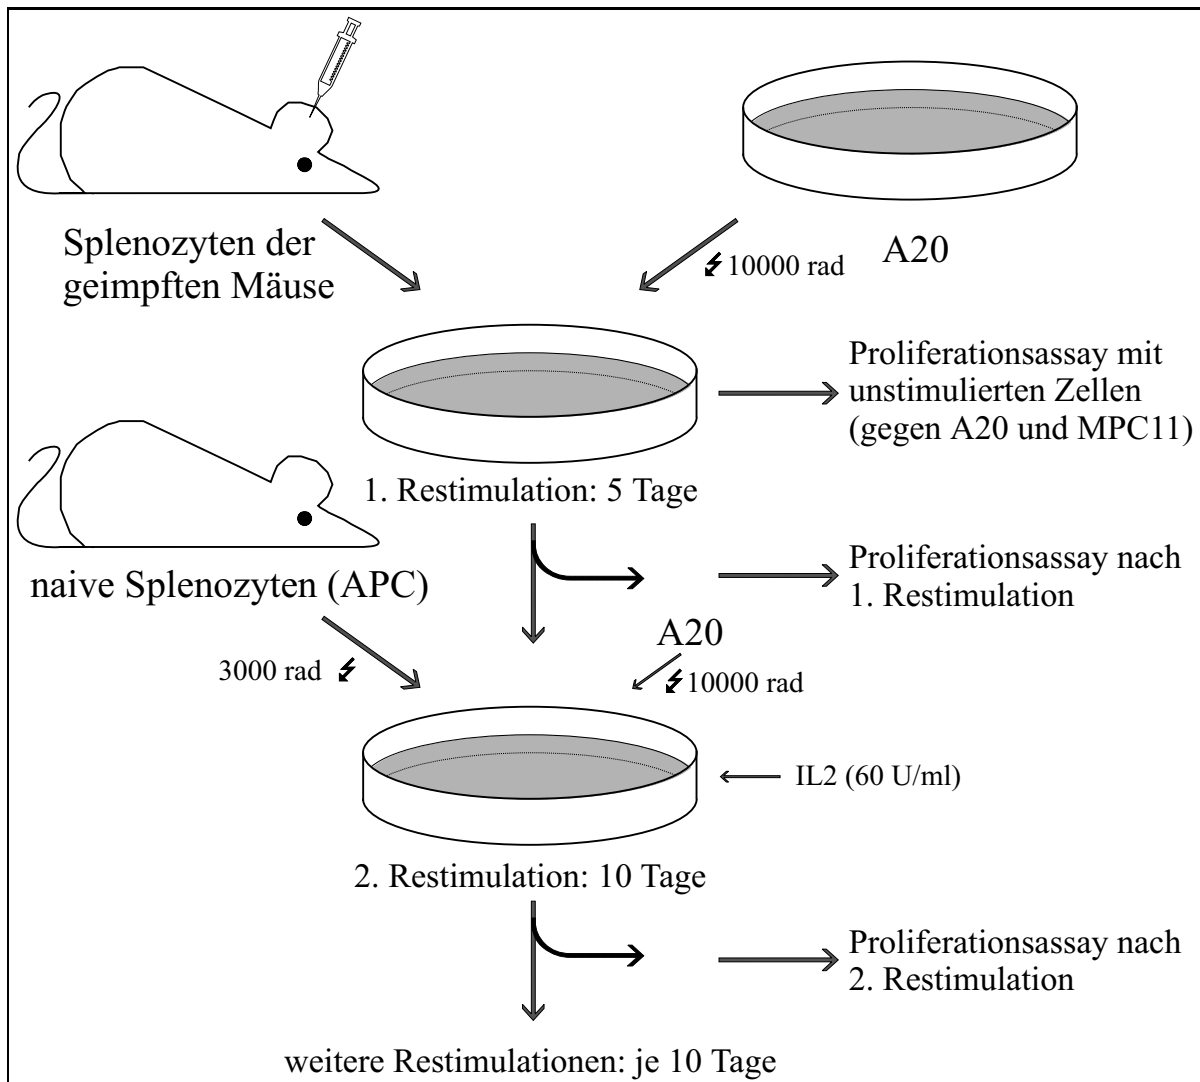 Splenozyten der
geimpften Mäuse
A20
10000 rad
Proliferationsassay mit
unstimulierten Zellen
(gegen A20 und MPC11)
1. Restimulation: 5 Tage
naive Splenozyten (APC)
Proliferationsassay nach
1. Restimulation
A20
3000 rad
10000 rad
IL2 (60 U/ml)
2. Restimulation: 10 Tage
Proliferationsassay nach
2. Restimulation
weitere Restimulationen: je 10 Tage